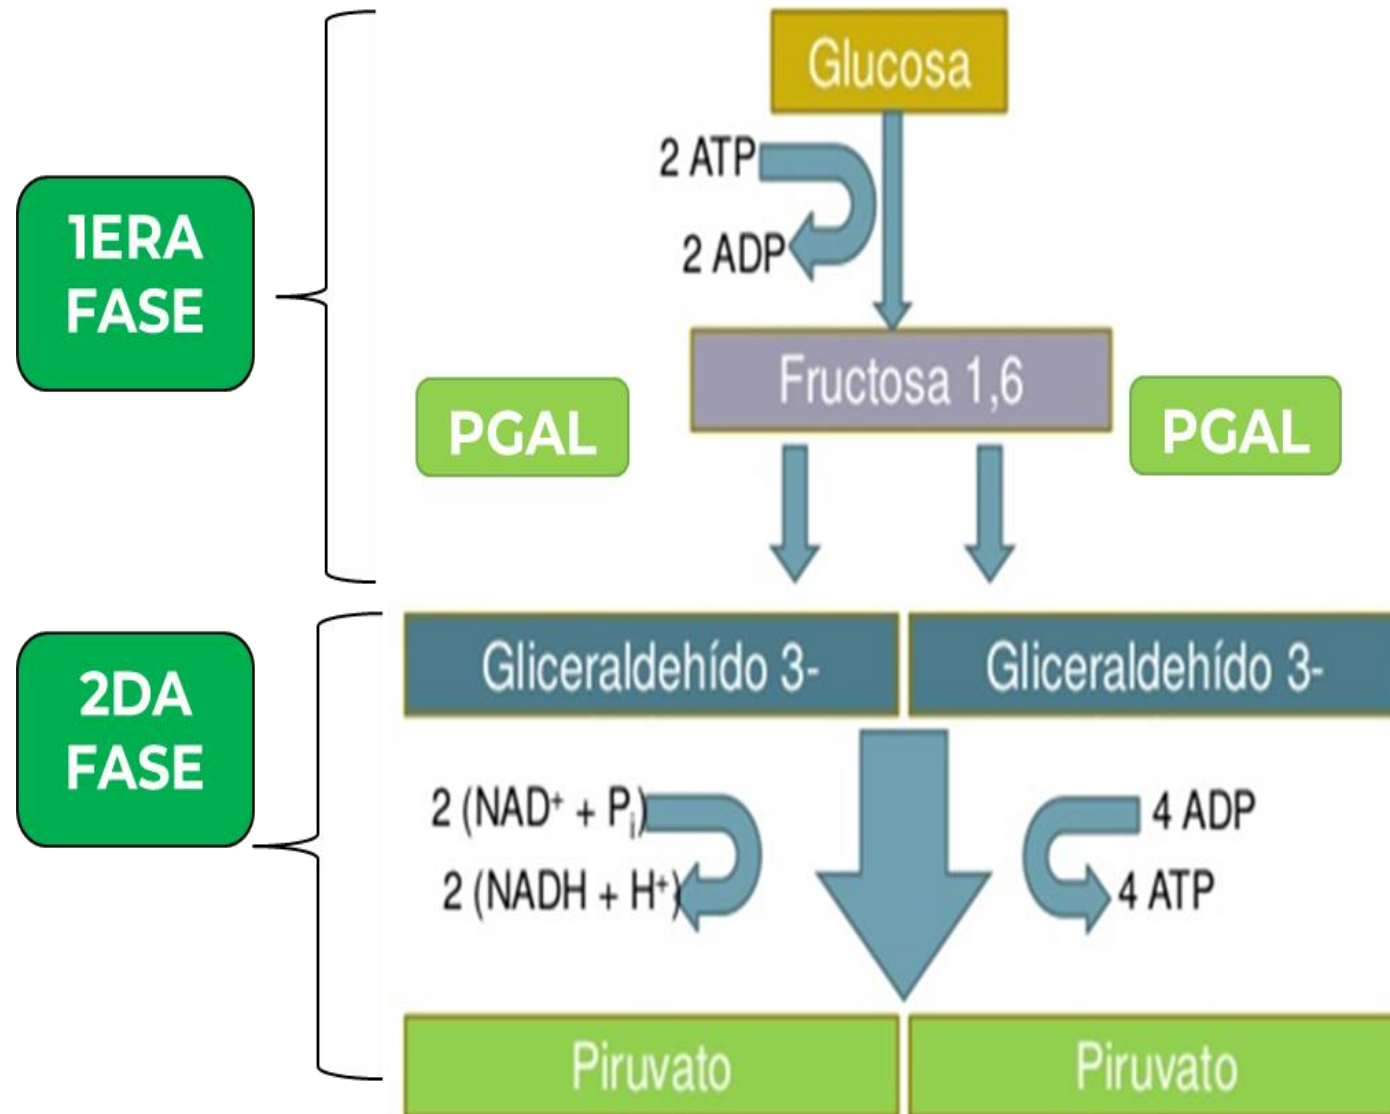 Glucosa
2 ATP
2 ADP
1ERA
FASE
Fructosa 1,6
PGAL
PGAL
Gliceraldehído 3-
Gliceraldehído 3-
2DA
FASE
2 (NAD⁺ + Pᵢ)
4 ADP
2 (NADH + H⁺)
4 ATP
Piruvato
Piruvato